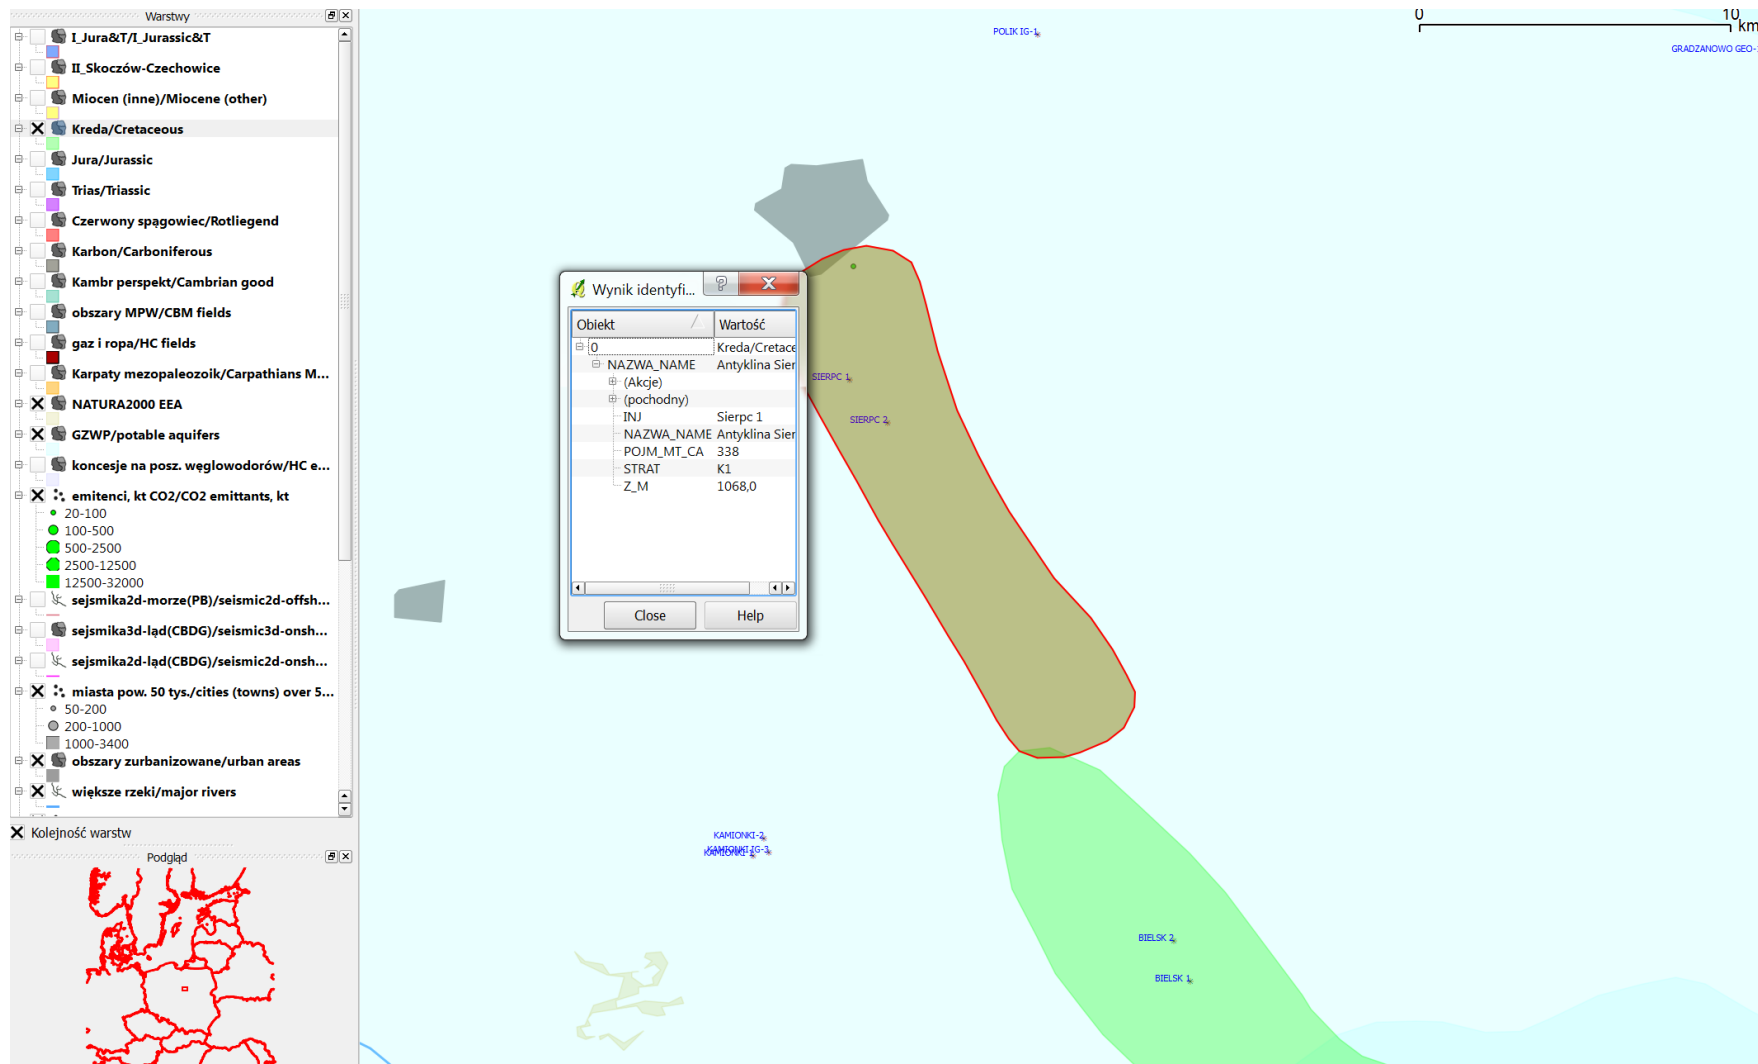 Warstwy
I_Jura&T/I_Jurassic&T
II_Skoczów-Czechowice
Miocen (inne)/Miocene (other)
Kreda/Cretaceous
Jura/Jurassic
Trias/Triassic
Czerwony spągowiec/Rotliegend
Karbon/Carboniferous
Kambr perspekt/Cambrian good
obszary MPW/CBM fields
gaz i ropa/HC fields
Karpaty mezopaleozoik/Carpathians M...
NATURA2000 EEA
GZWP/potable aquifers
koncesje na posz. węglowodorów/HC e...
emitenci, kt CO2/CO2 emittants, kt
20-100
100-500
500-2500
2500-12500
12500-32000
sejsmika2d-morze(PB)/seismic2d-offsh...
sejsmika3d-ląd(CBDG)/seismic3d-onsh...
sejsmika2d-ląd(CBDG)/seismic2d-onsh...
miasta pow. 50 tys./cities (towns) over 5...
50-200
200-1000
1000-3400
obszary zurbanizowane/urban areas
większe rzeki/major rivers
Kolejność warstw
Podgląd
0 10 km
POLIK IG-1
GRADZANOWO GEO-
Wynik identyfi...
Obiekt Wartość
0 Kreda/Cretace
NAZWA_NAME Antyklina Sier
(Akcje)
(pochodny)
INJ Sierpc 1
NAZWA_NAME Antyklina Sier
POJM_MT_CA 338
STRAT K1
Z_M 1068,0
Close Help
SIERPC 1
SIERPC 2
KAMIONKI-2
KAMIONKI IG-3
BIELSK 2
BIELSK 1